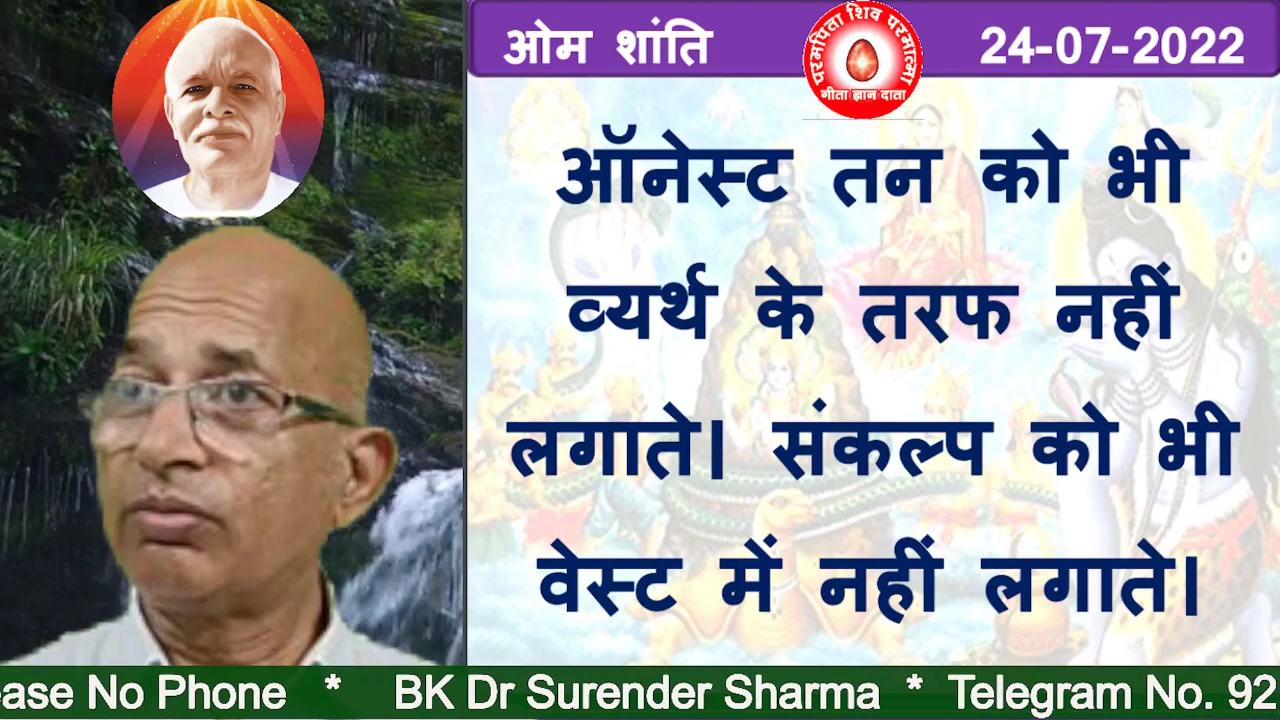 ओम शांति
परमपिता शिव परमात्मा
गीता ज्ञान दाता
24-07-2022
ऑनेस्ट तन को भी
व्यर्थ के तरफ नहीं
लगाते। संकल्प को भी
वेस्ट में नहीं लगाते।
ease No Phone * BK Dr Surender Sharma * Telegram No. 92